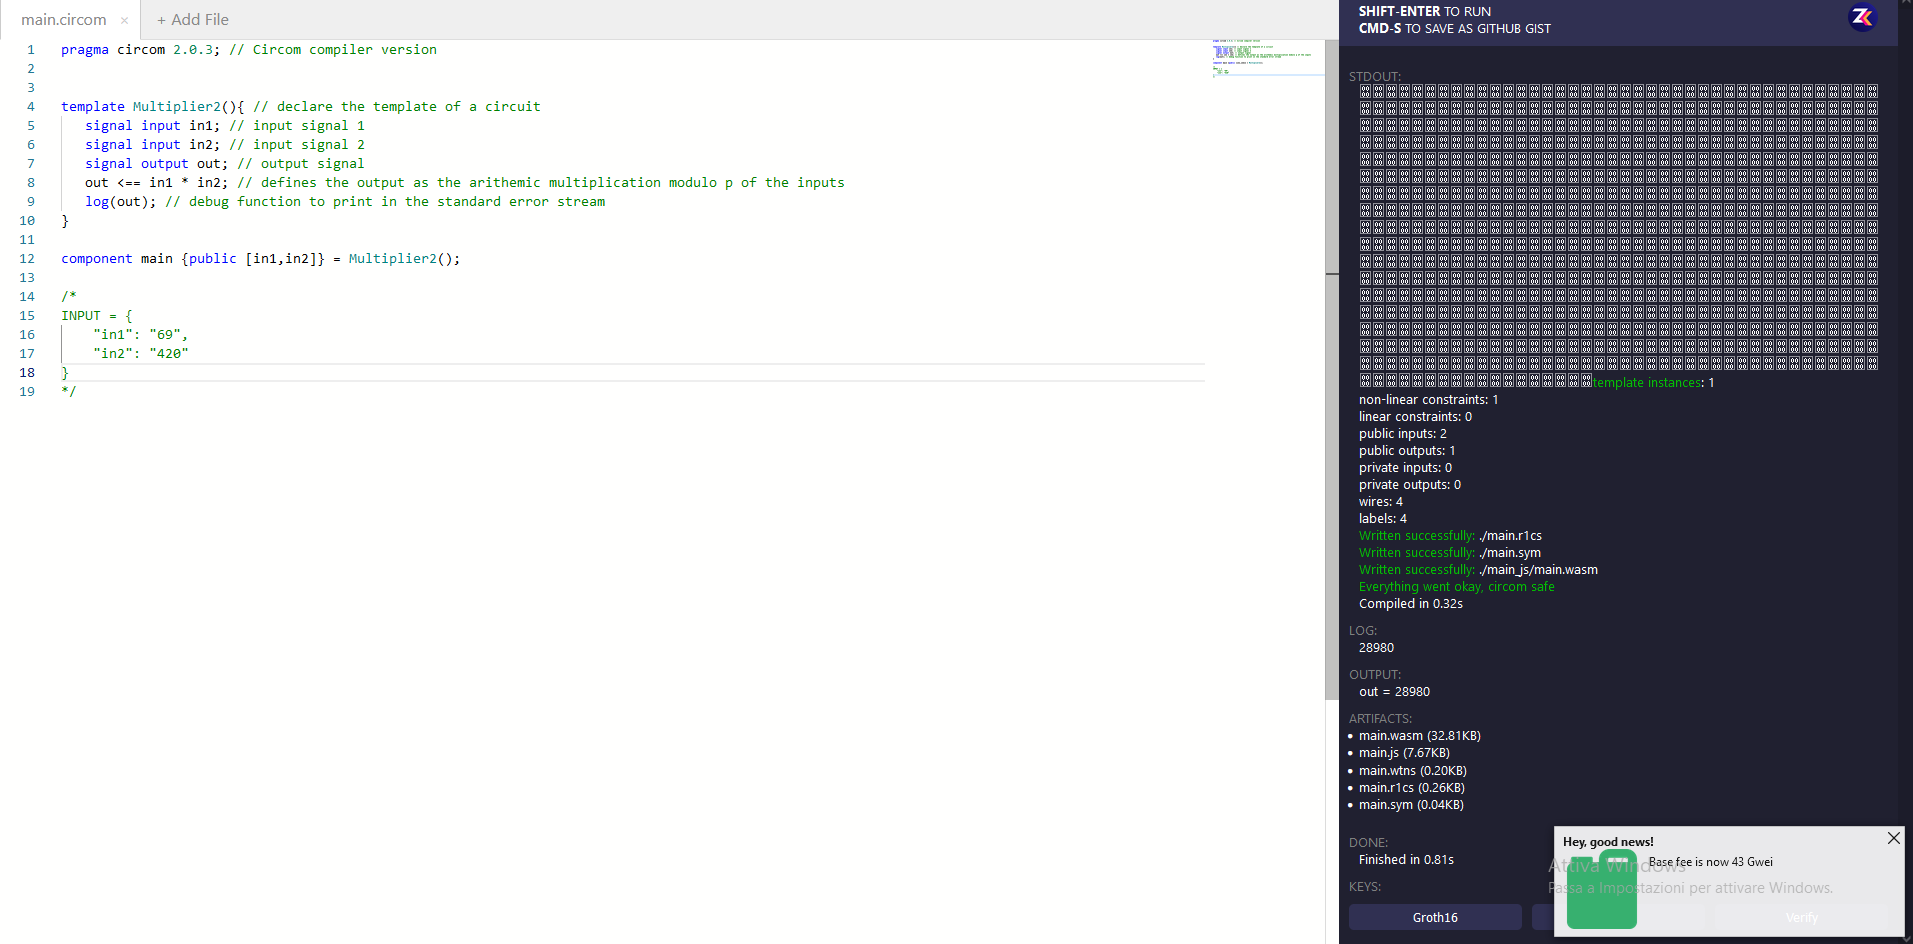 main.circom ×
+ Add File
1 pragma circom 2.0.3; // Circom compiler version
2
3
4 template Multiplier2(){ // declare the template of a circuit
5 signal input in1; // input signal 1
6 signal input in2; // input signal 2
7 signal output out; // output signal
8 out <== in1 * in2; // defines the output as the arithemic multiplication modulo p of the inputs
9 log(out); // debug function to print in the standard error stream
10 }
11
12 component main {public [in1,in2]} = Multiplier2();
13
14 /*
15 INPUT = {
16 "in1": "69",
17 "in2": "420"
18 }
19 */
SHIFT-ENTER TO RUN
CMD-S TO SAVE AS GITHUB GIST
STDOUT:
template instances: 1
non-linear constraints: 1
linear constraints: 0
public inputs: 2
public outputs: 1
private inputs: 0
private outputs: 0
wires: 4
labels: 4
Written successfully: ./main.r1cs
Written successfully: ./main.sym
Written successfully: ./main_js/main.wasm
Everything went okay, circom safe
Compiled in 0.32s
LOG:
28980
OUTPUT:
out = 28980
ARTIFACTS:
• main.wasm (32.81KB)
• main.js (7.67KB)
• main.wtns (0.20KB)
• main.r1cs (0.26KB)
• main.sym (0.04KB)
DONE:
Finished in 0.81s
KEYS:
Groth16
Verify
Hey, good news!
Base fee is now 43 Gwei
Attiva Windows
Passa a Impostazioni per attivare Windows.